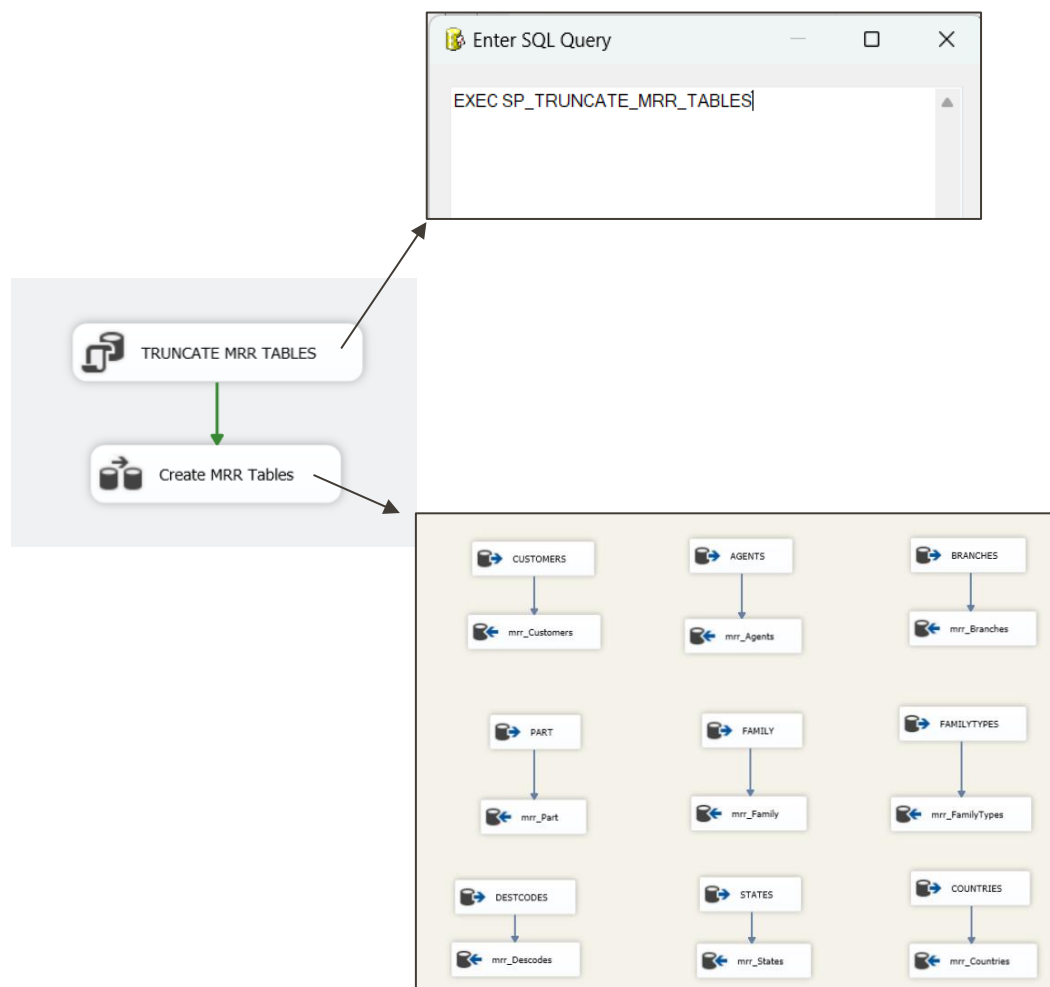 Enter SQL Query
EXEC SP_TRUNCATE_MRR_TABLES
TRUNCATE MRR TABLES
Create MRR Tables
CUSTOMERS
AGENTS
BRANCHES
mrr_Customers
mrr_Agents
mrr_Branches
PART
FAMILY
FAMILYTYPES
mrr_Part
mrr_Family
mrr_FamilyTypes
DESTCODES
STATES
COUNTRIES
mrr_Descodes
mrr_States
mrr_Countries